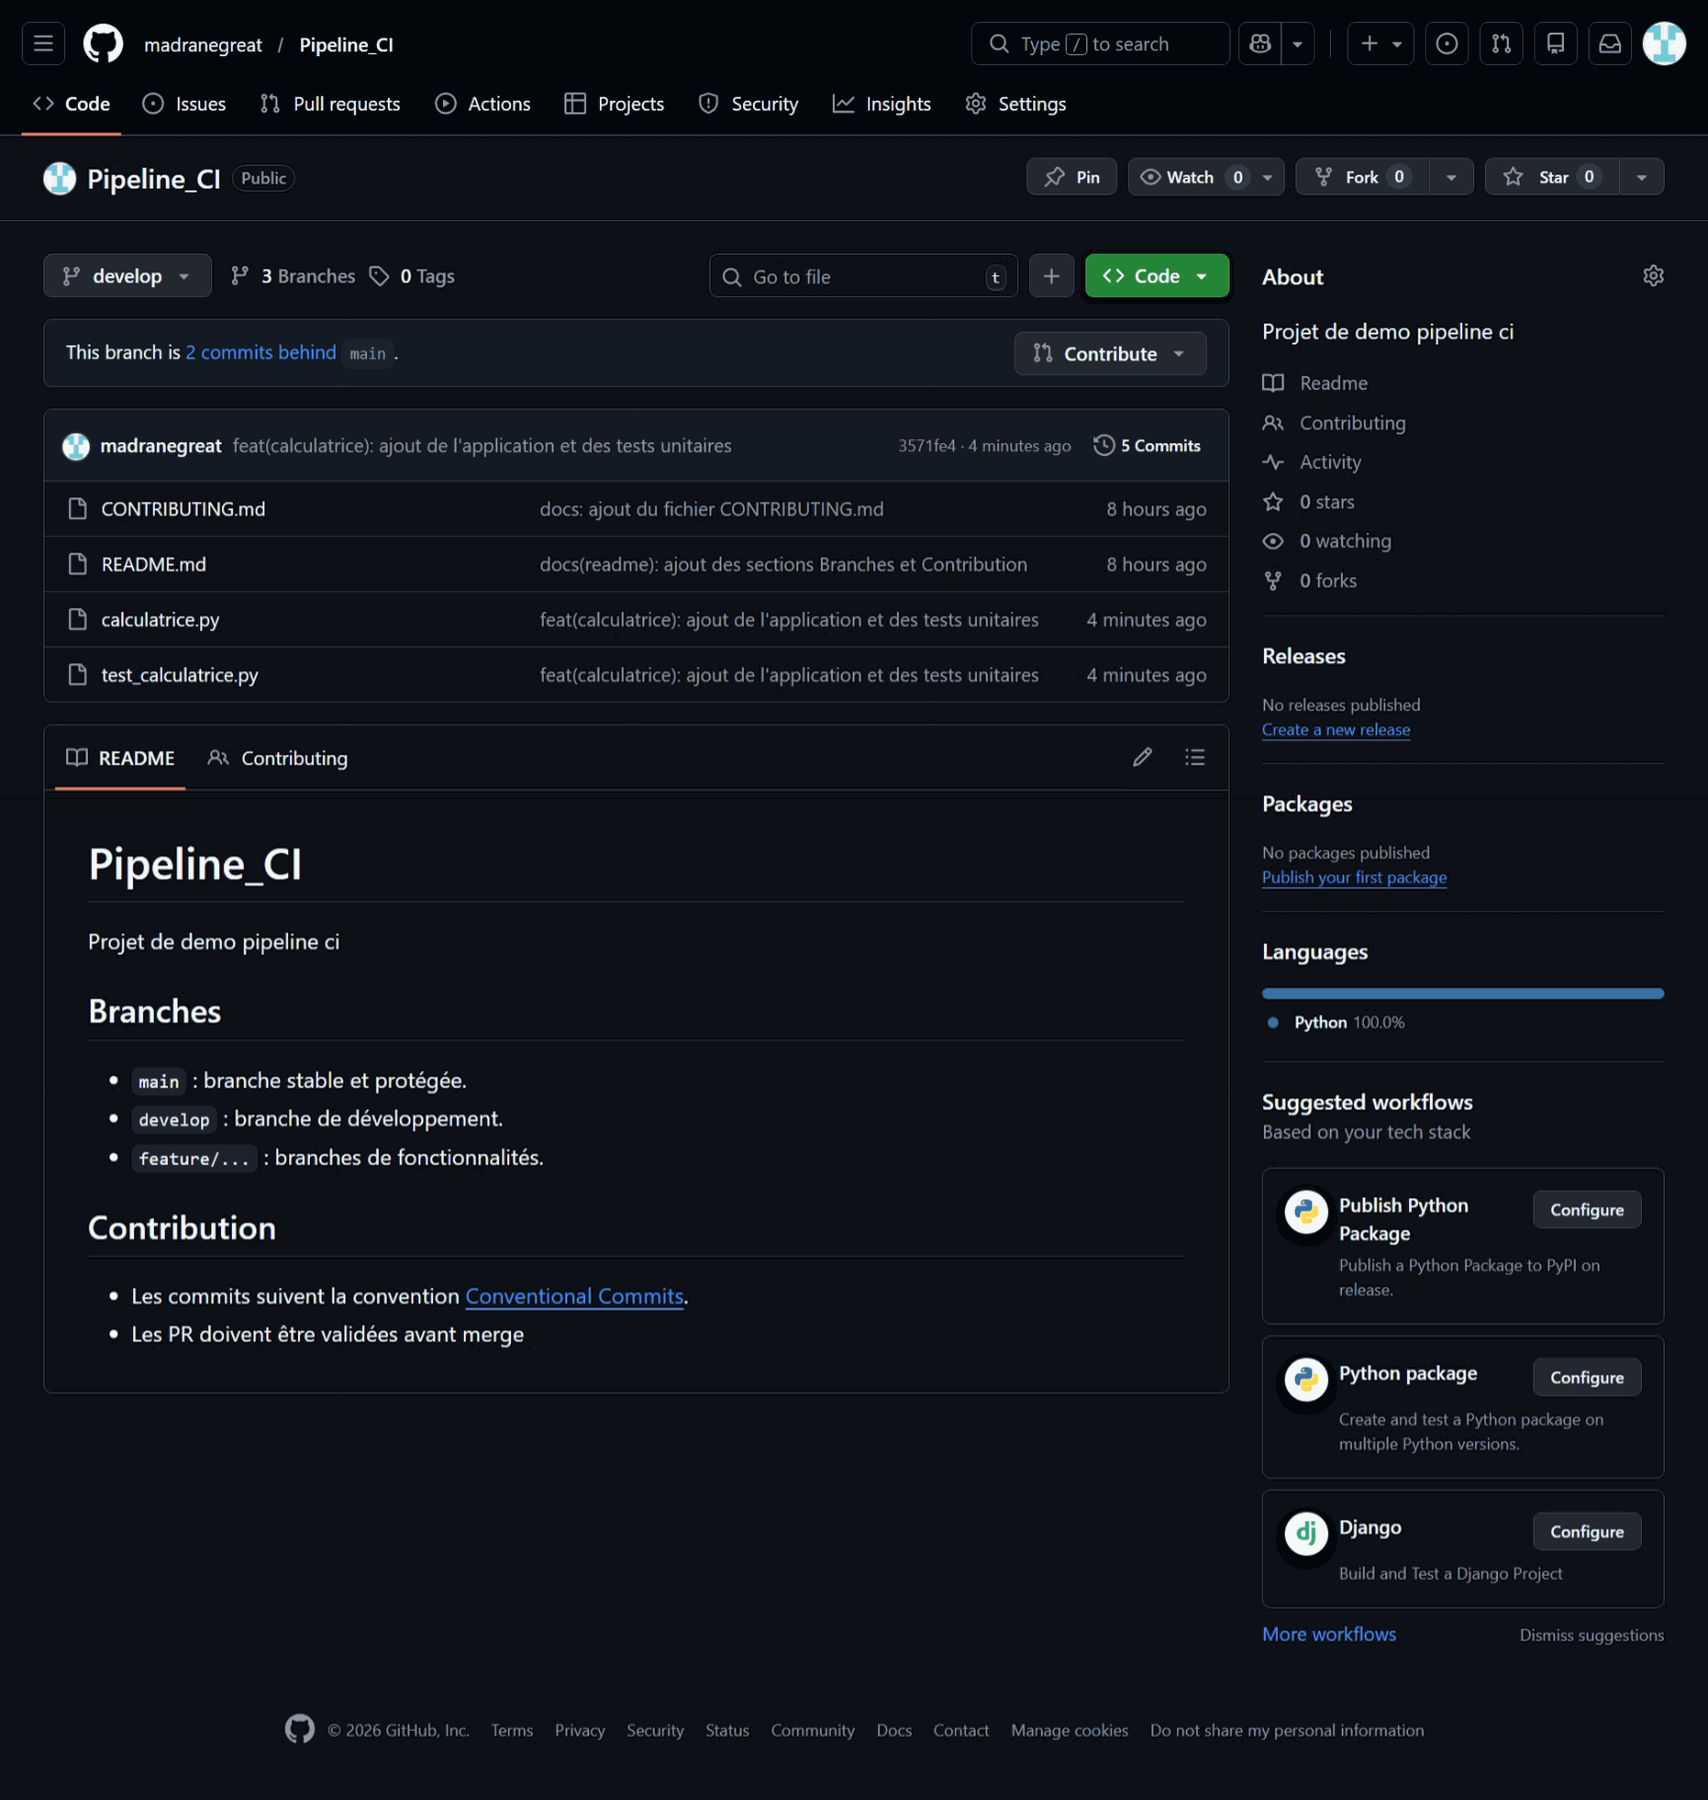 madranegreat / Pipeline_CI
Type / to search
Code Issues Pull requests Actions Projects Security Insights Settings
Pipeline_CI Public
Pin Watch 0 Fork 0 Star 0
develop 3 Branches 0 Tags
Go to file t
Code
This branch is 2 commits behind main .
Contribute
madranegreat feat(calculatrice): ajout de l'application et des tests unitaires 3571fe4 · 4 minutes ago 5 Commits
CONTRIBUTING.md docs: ajout du fichier CONTRIBUTING.md 8 hours ago
README.md docs(readme): ajout des sections Branches et Contribution 8 hours ago
calculatrice.py feat(calculatrice): ajout de l'application et des tests unitaires 4 minutes ago
test_calculatrice.py feat(calculatrice): ajout de l'application et des tests unitaires 4 minutes ago
README Contributing
Pipeline_CI
Projet de demo pipeline ci
Branches
main : branche stable et protégée.
develop : branche de développement.
feature/... : branches de fonctionnalités.
Contribution
Les commits suivent la convention Conventional Commits.
Les PR doivent être validées avant merge
About
Projet de demo pipeline ci
Readme
Contributing
Activity
0 stars
0 watching
0 forks
Releases
No releases published
Create a new release
Packages
No packages published
Publish your first package
Languages
Python 100.0%
Suggested workflows
Based on your tech stack
Publish Python
Package
Configure
Publish a Python Package to PyPI on
release.
Python package
Configure
Create and test a Python package on
multiple Python versions.
dj
Django
Configure
Build and Test a Django Project
More workflows Dismiss suggestions
© 2026 GitHub, Inc. Terms Privacy Security Status Community Docs Contact Manage cookies Do not share my personal information